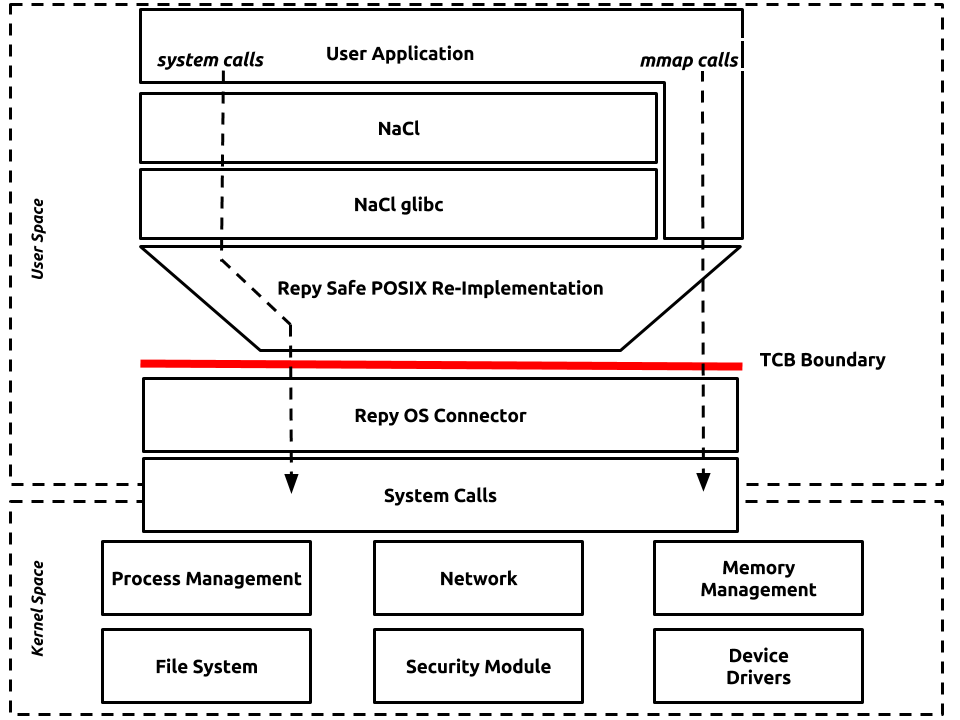 User Application
system calls
mmap calls
NaCl
NaCl glibc
User Space
Repy Safe POSIX Re-Implementation
TCB Boundary
Repy OS Connector
System Calls
Kernel Space
Process Management
Network
Memory
Management
File System
Security Module
Device
Drivers